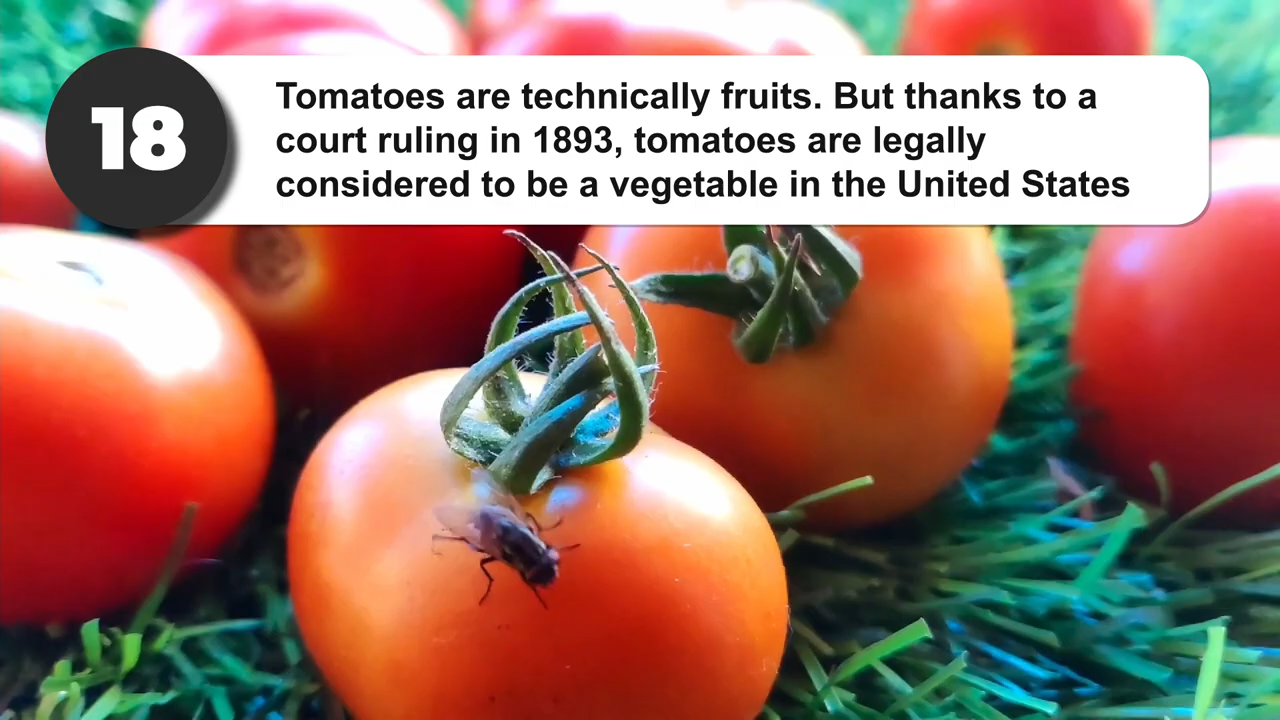 18
Tomatoes are technically fruits. But thanks to a
court ruling in 1893, tomatoes are legally
considered to be a vegetable in the United States